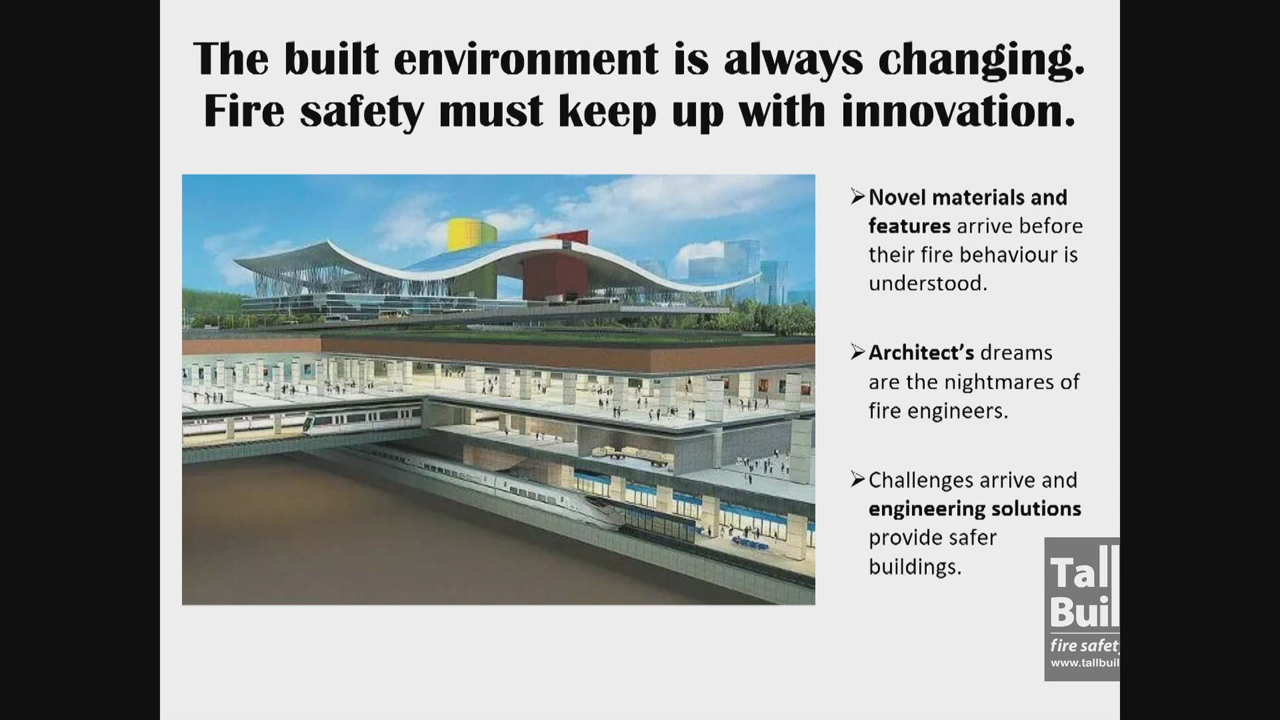 The built environment is always changing.
Fire safety must keep up with innovation.
➢Novel materials and
features arrive before
their fire behaviour is
understood.
➢Architect’s dreams
are the nightmares of
fire engineers.
➢Challenges arrive and
engineering solutions
provide safer
buildings.
Tall
Buil
fire safety
www.tallbuil